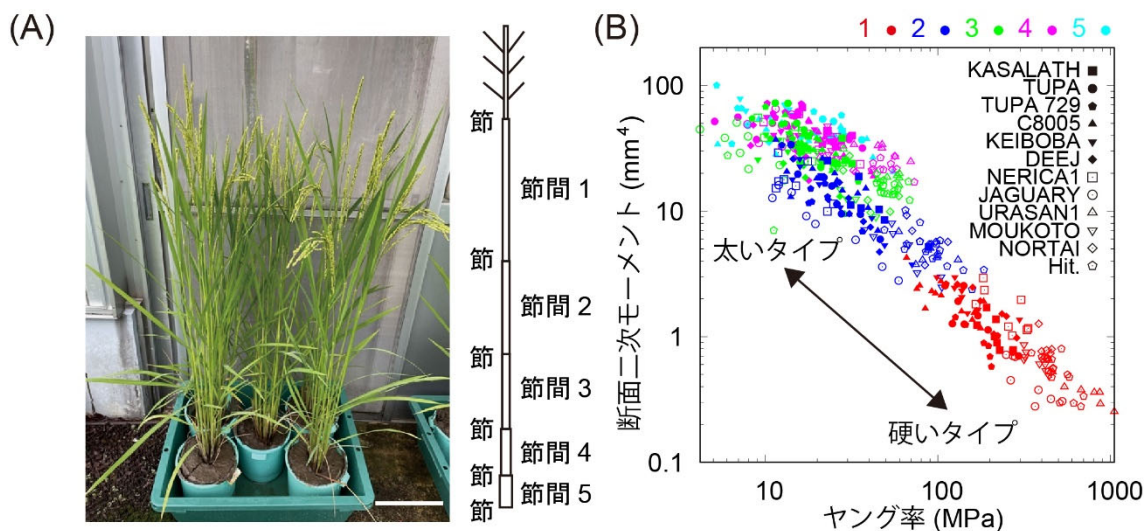 (A)
節
節間 1
節
節間 2
節
節間 3
節
節間 4
節
節間 5
節
(B)
1 2 3 4 5
断面二次モーメント (mm⁴)
100
10
1
0.1
KASALATH
TUPA
TUPA 729
C8005
KEIBOBA
DEEJ
NERICA1
JAGUARY
URASAN1
MOUKOTO
NORTAI
Hit.
太いタイプ
硬いタイプ
10 100 1000
ヤング率 (MPa)